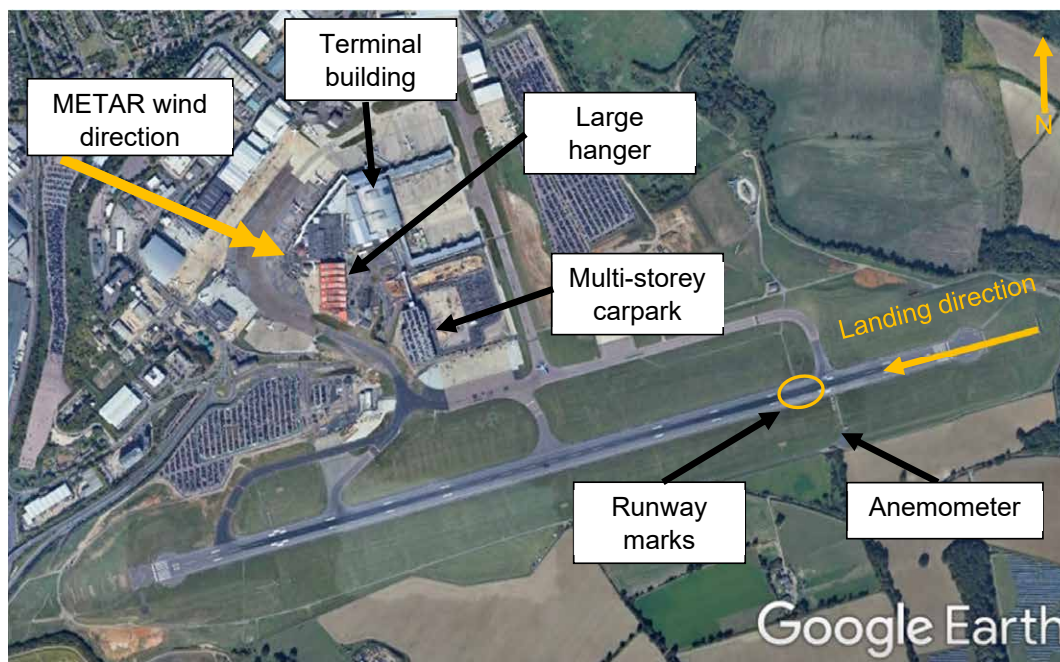 Terminal
building
METAR wind
direction
Large
hanger
N
Multi-storey
carpark
Landing direction
Runway
marks
Anemometer
Google Earth